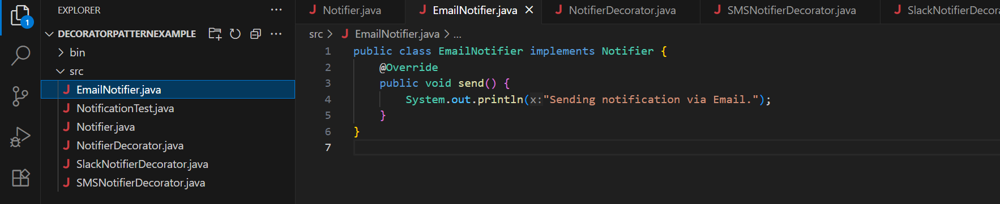 1
EXPLORER
DECORATORPATTERNEXAMPLE
bin
src
EmailNotifier.java
NotificationTest.java
Notifier.java
NotifierDecorator.java
SlackNotifierDecorator.java
SMSNotifierDecorator.java
Notifier.java EmailNotifier.java NotifierDecorator.java SMSNotifierDecorator.java SlackNotifierDecora
src > EmailNotifier.java > ...
1 public class EmailNotifier implements Notifier {
2 @Override
3 public void send() {
4 System.out.println(x:"Sending notification via Email.");
5 }
6 }
7